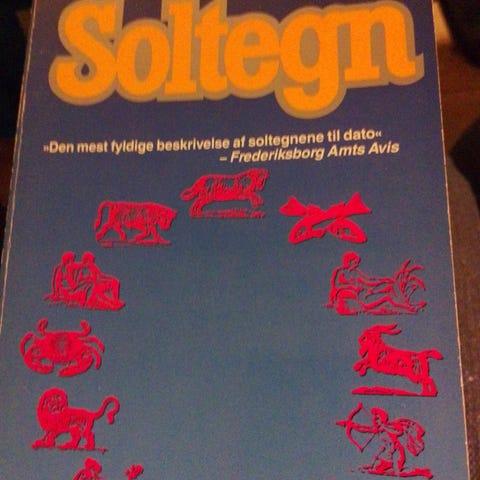 Soltegn
»Den mest fyldige beskrivelse af soltegnene til dato«
– Frederiksborg Amts Avis